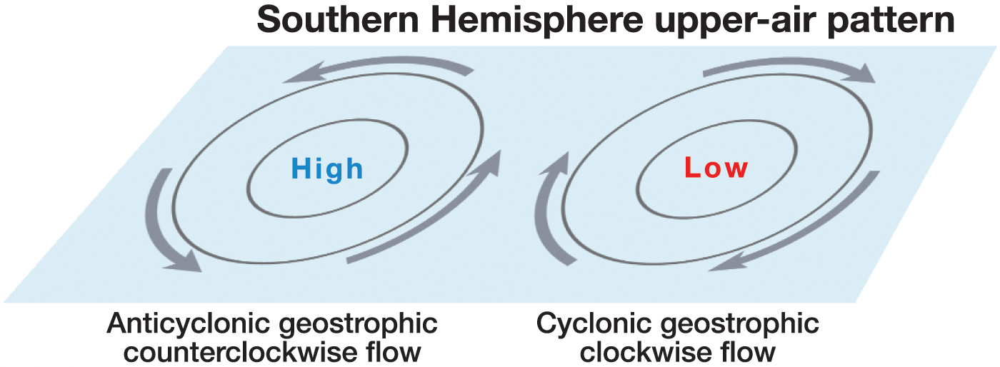 Southern Hemisphere upper-air pattern
High
Low
Anticyclonic geostrophic
counterclockwise flow
Cyclonic geostrophic
clockwise flow